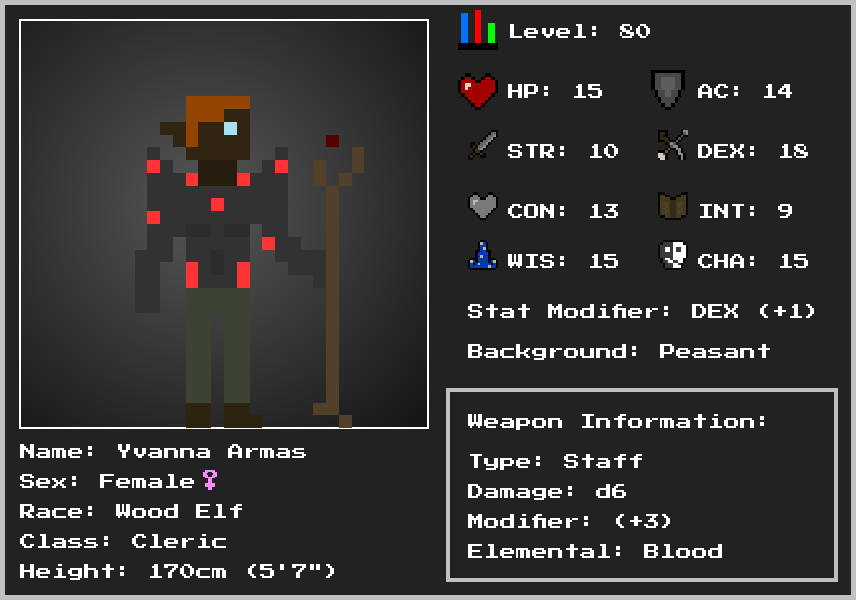 Level: 80
HP: 15
AC: 14
STR: 10
DEX: 18
CON: 13
INT: 9
WIS: 15
CHA: 15
Stat Modifier: DEX (+1)
Background: Peasant
Weapon Information:
Type: Staff
Damage: d6
Modifier: (+3)
Elemental: Blood
Name: Yvanna Armas
Sex: Female♀
Race: Wood Elf
Class: Cleric
Height: 170cm (5'7")